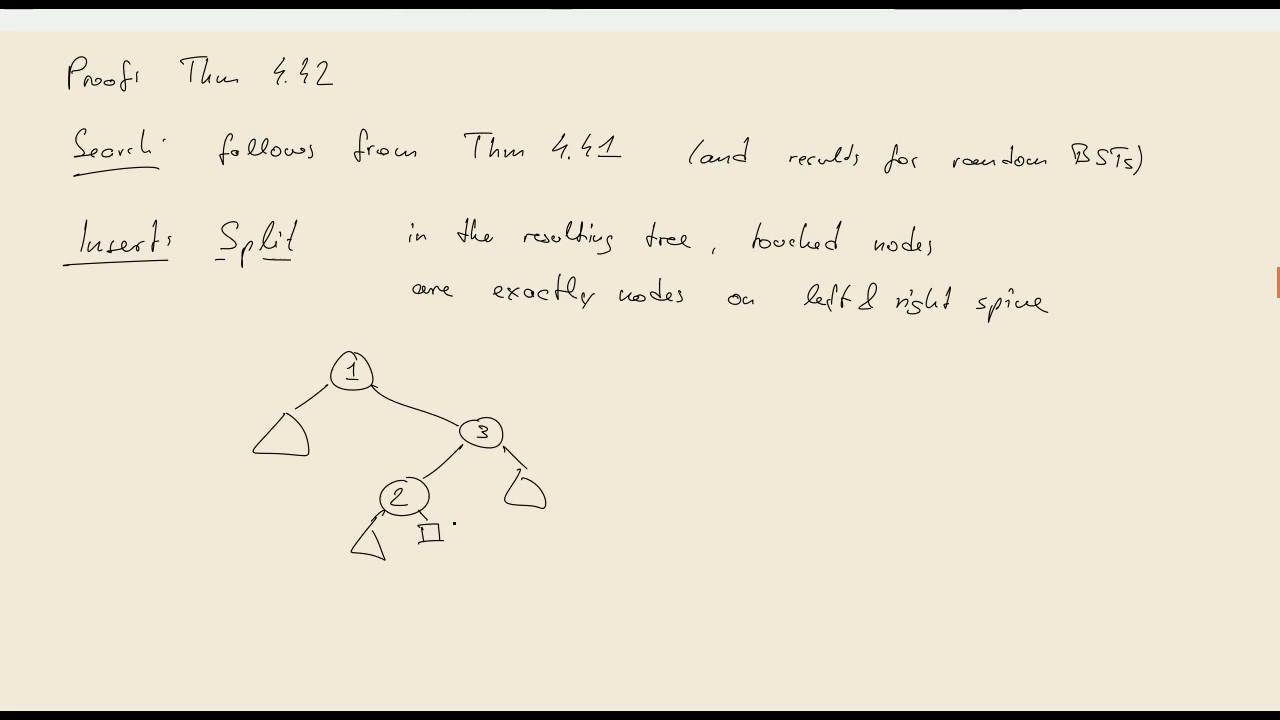 Proof: Thm 4.42
Search: follows from Thm 4.41 (and results for random BSTs)
Insert: Split in the resulting tree, touched nodes
are exactly nodes on left & right spine
1
3
2